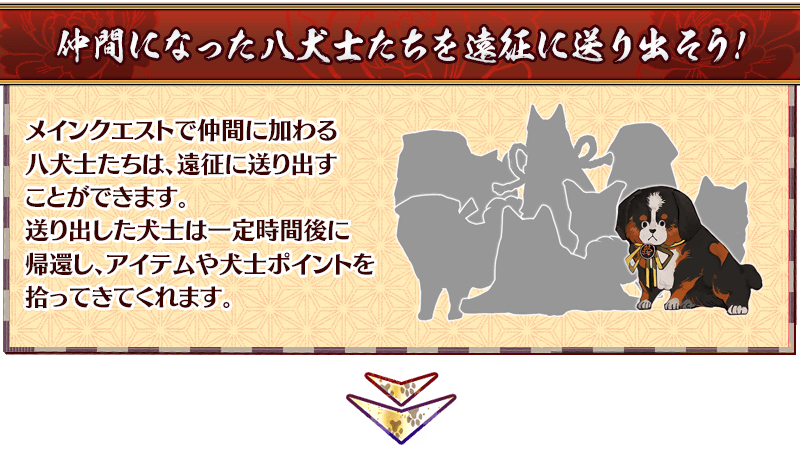 仲間になった八犬士たちを遠征に送り出そう！
メインクエストで仲間に加わる
八犬士たちは、遠征に送り出す
ことができます。
送り出した犬士は一定時間後に
帰還し、アイテムや犬士ポイントを
拾ってきてくれます。